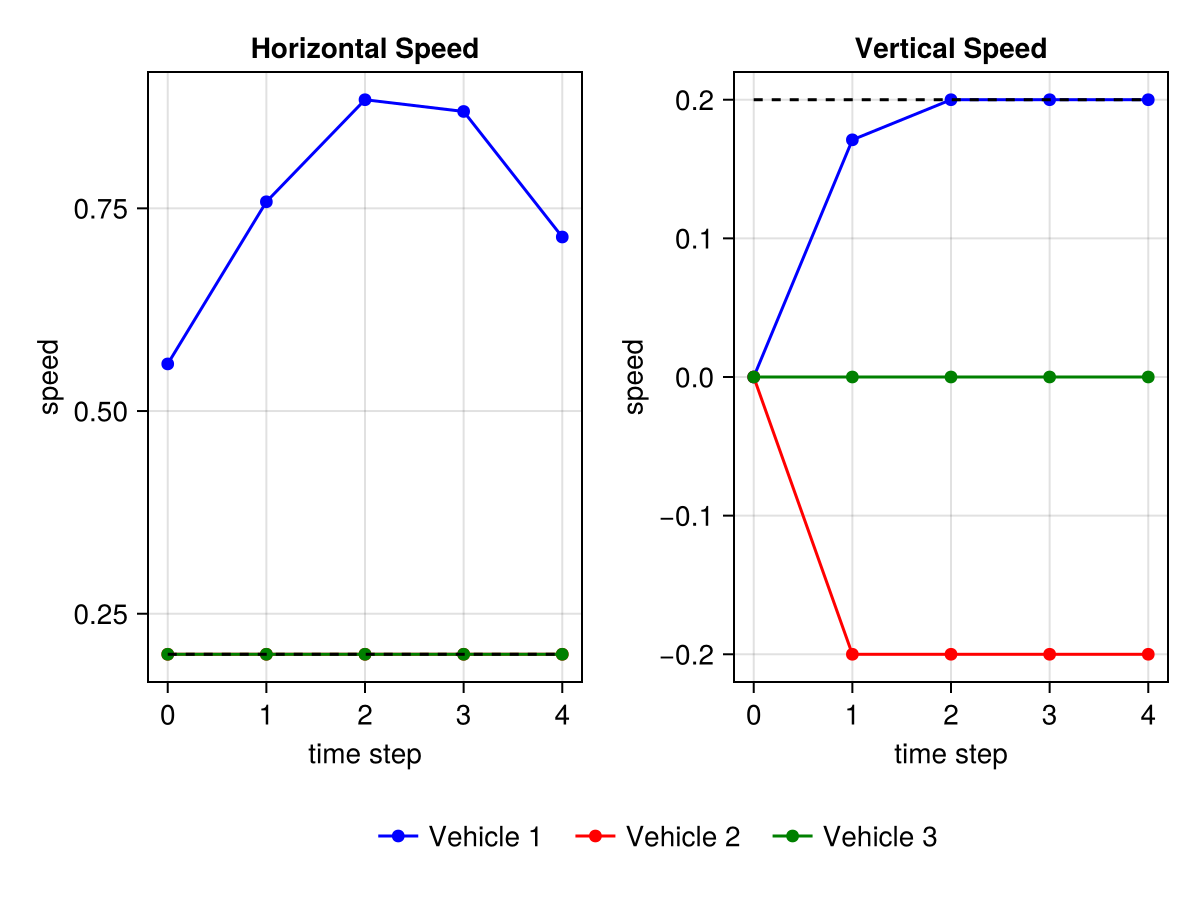 Horizontal Speed
Vertical Speed
speed
0.75
0.50
0.25
0 1 2 3 4
time step
speed
0.2
0.1
0.0
−0.1
−0.2
0 1 2 3 4
time step
Vehicle 1 Vehicle 2 Vehicle 3